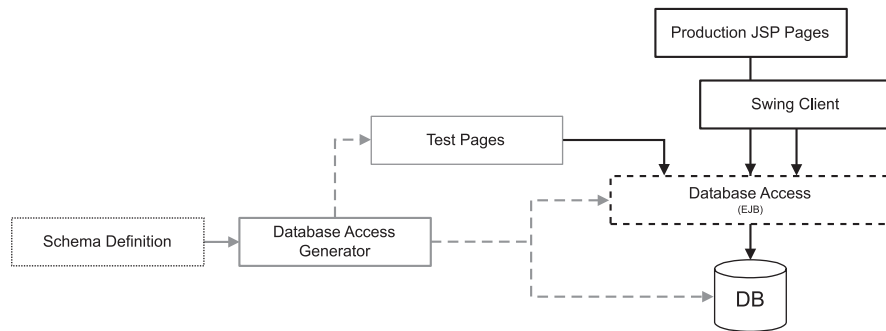 Production JSP Pages
Swing Client
Test Pages
Database Access
(EJB)
Schema Definition
Database Access
Generator
DB